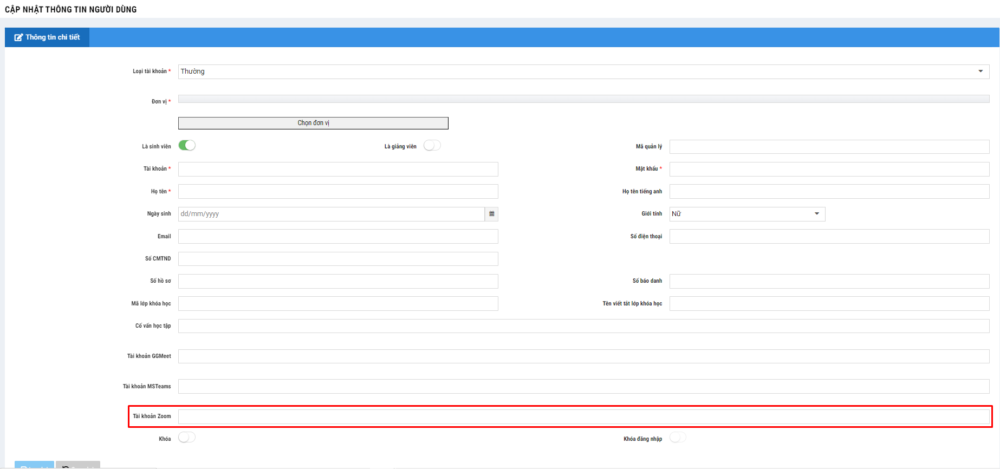 CẬP NHẬT THÔNG TIN NGƯỜI DÙNG
Thông tin chi tiết
Loại tài khoản * Thường
Đơn vị *
Chọn đơn vị
Là sinh viên Là giảng viên Mã quản lý
Tài khoản * Mật khẩu *
Họ tên * Họ tên tiếng anh
Ngày sinh dd/mm/yyyy Giới tính Nữ
Email Số điện thoại
Số CMTND
Số hồ sơ Số báo danh
Mã lớp khóa học Tên viết tắt lớp khóa học
Cố vấn học tập
Tài khoản GGMeet
Tài khoản MSTeams
Tài khoản Zoom
Khóa Khóa đăng nhập